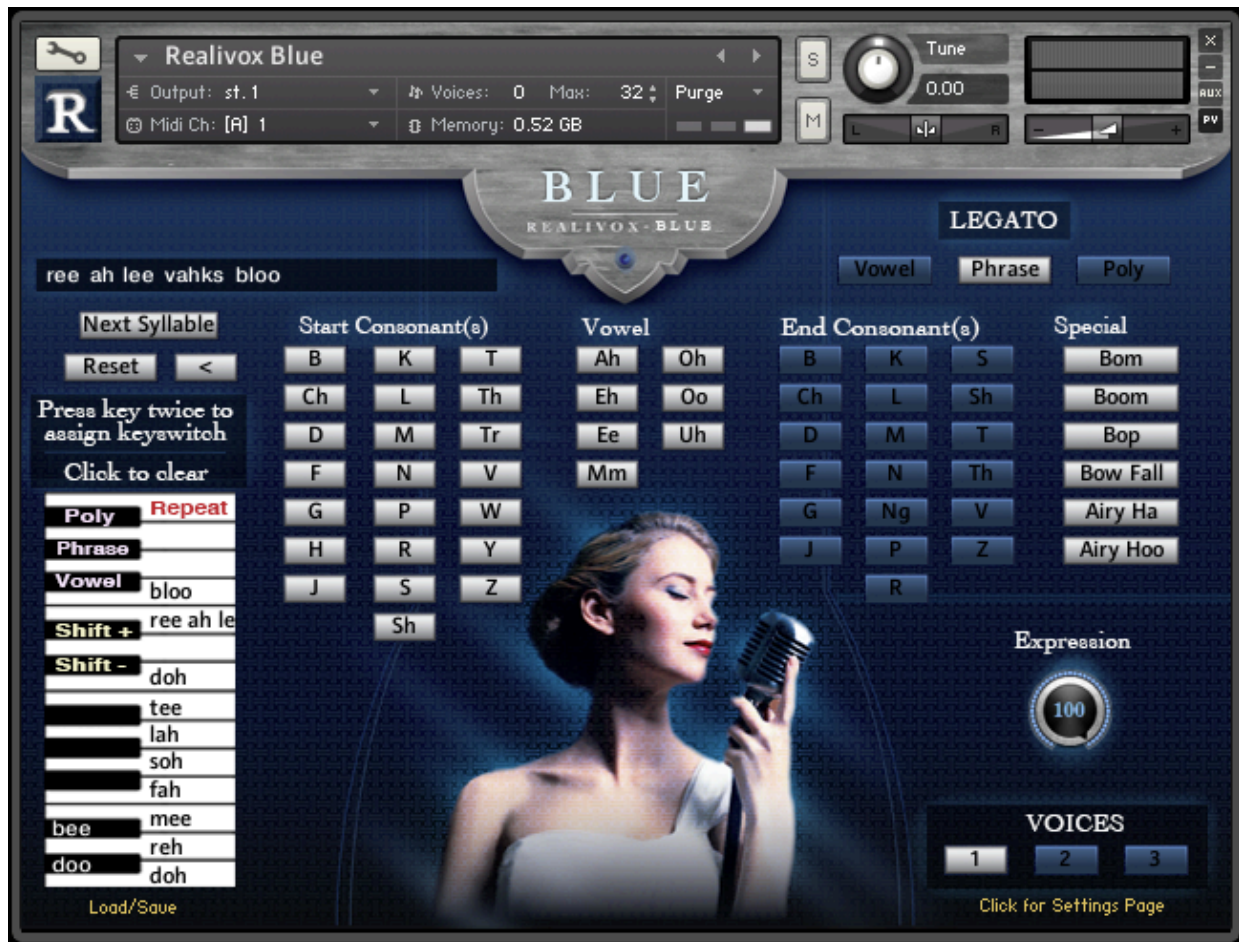 Realivox Blue
S
Tune
Output: st.1
Voices: 0 Max: 32
Purge
0.00
AUX
R
Midi Ch: [A] 1
Memory: 0.52 GB
M
L R
- +
PV
BLUE
REALIVOX-BLUE
LEGATO
ree ah lee vahks bloo
Vowel Phrase Poly
Next Syllable
Reset <
Press key twice to
assign keyswitch
Click to clear
Start Consonant(s)
B K T
Ch L Th
D M Tr
F N V
G P W
H R Y
J S Z
Sh
Vowel
Ah Oh
Eh Oo
Ee Uh
Mm
End Consonant(s)
B K S
Ch L Sh
D M T
F N Th
G Ng V
J P Z
R
Special
Bom
Boom
Bop
Bow Fall
Airy Ha
Airy Hoo
Poly Repeat
Phrase
Vowel
bloo
Shift + ree ah le
Shift -
doh
tee
lah
soh
fah
bee mee
reh
doo doh
Load/Save
Expression
100
VOICES
1 2 3
Click for Settings Page